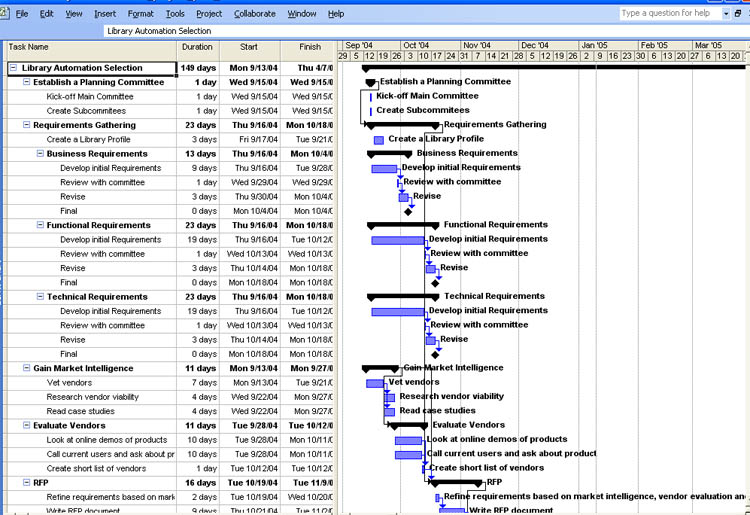 File Edit View Insert Format Tools Project Collaborate Window Help Type a question for help
Library Automation Selection
Task Name Duration Start Finish Sep '04 Oct '04 Nov '04 Dec '04 Jan '05 Feb '05 Mar '05
29 5 12 19 26 3 10 17 24 31 7 14 21 28 5 12 19 26 2 9 16 23 30 6 13 20 27 6 13 20
Library Automation Selection 149 days Mon 9/13/04 Thu 4/7/0
Establish a Planning Committee 1 day Wed 9/15/04 Wed 9/15/0 Establish a Planning Committee
Kick-off Main Committee 1 day Wed 9/15/04 Wed 9/15/0 Kick-off Main Committee
Create Subcommitees 1 day Wed 9/15/04 Wed 9/15/0 Create Subcommitees
Requirements Gathering 23 days Thu 9/16/04 Mon 10/18/0 Requirements Gathering
Create a Library Profile 3 days Fri 9/17/04 Tue 9/21/0 Create a Library Profile
Business Requirements 13 days Thu 9/16/04 Mon 10/4/0 Business Requirements
Develop initial Requirements 9 days Thu 9/16/04 Tue 9/28/0 Develop initial Requirements
Review with committee 1 day Wed 9/29/04 Wed 9/29/0 Review with committee
Revise 3 days Thu 9/30/04 Mon 10/4/0 Revise
Final 0 days Mon 10/4/04 Mon 10/4/0
Functional Requirements 23 days Thu 9/16/04 Mon 10/18/0 Functional Requirements
Develop initial Requirements 19 days Thu 9/16/04 Tue 10/12/0 Develop initial Requirements
Review with committee 1 day Wed 10/13/04 Wed 10/13/0 Review with committee
Revise 3 days Thu 10/14/04 Mon 10/18/0 Revise
Final 0 days Mon 10/18/04 Mon 10/18/0
Technical Requirements 23 days Thu 9/16/04 Mon 10/18/0 Technical Requirements
Develop initial Requirements 19 days Thu 9/16/04 Tue 10/12/0 Develop initial Requirements
Review with committee 1 day Wed 10/13/04 Wed 10/13/0 Review with committee
Revise 3 days Thu 10/14/04 Mon 10/18/0 Revise
Final 0 days Mon 10/18/04 Mon 10/18/0
Gain Market Intelligence 11 days Mon 9/13/04 Mon 9/27/0 Gain Market Intelligence
Vet vendors 7 days Mon 9/13/04 Tue 9/21/0 Vet vendors
Research vendor viability 4 days Wed 9/22/04 Mon 9/27/0 Research vendor viability
Read case studies 4 days Wed 9/22/04 Mon 9/27/0 Read case studies
Evaluate Vendors 11 days Tue 9/28/04 Tue 10/12/0 Evaluate Vendors
Look at online demos of products 10 days Tue 9/28/04 Mon 10/11/0 Look at online demos of products
Call current users and ask about pr 10 days Tue 9/28/04 Mon 10/11/0 Call current users and ask about product
Create short list of vendors 1 day Tue 10/12/04 Tue 10/12/0 Create short list of vendors
RFP 16 days Tue 10/19/04 Tue 11/9/0 RFP
Refine requirements based on mark 2 days Tue 10/19/04 Wed 10/20/0 Refine requirements based on market intelligence, vendor evaluation an
Write RFP document 9 days Thu 10/21/04 Tue 11/2/0 Write RFP document